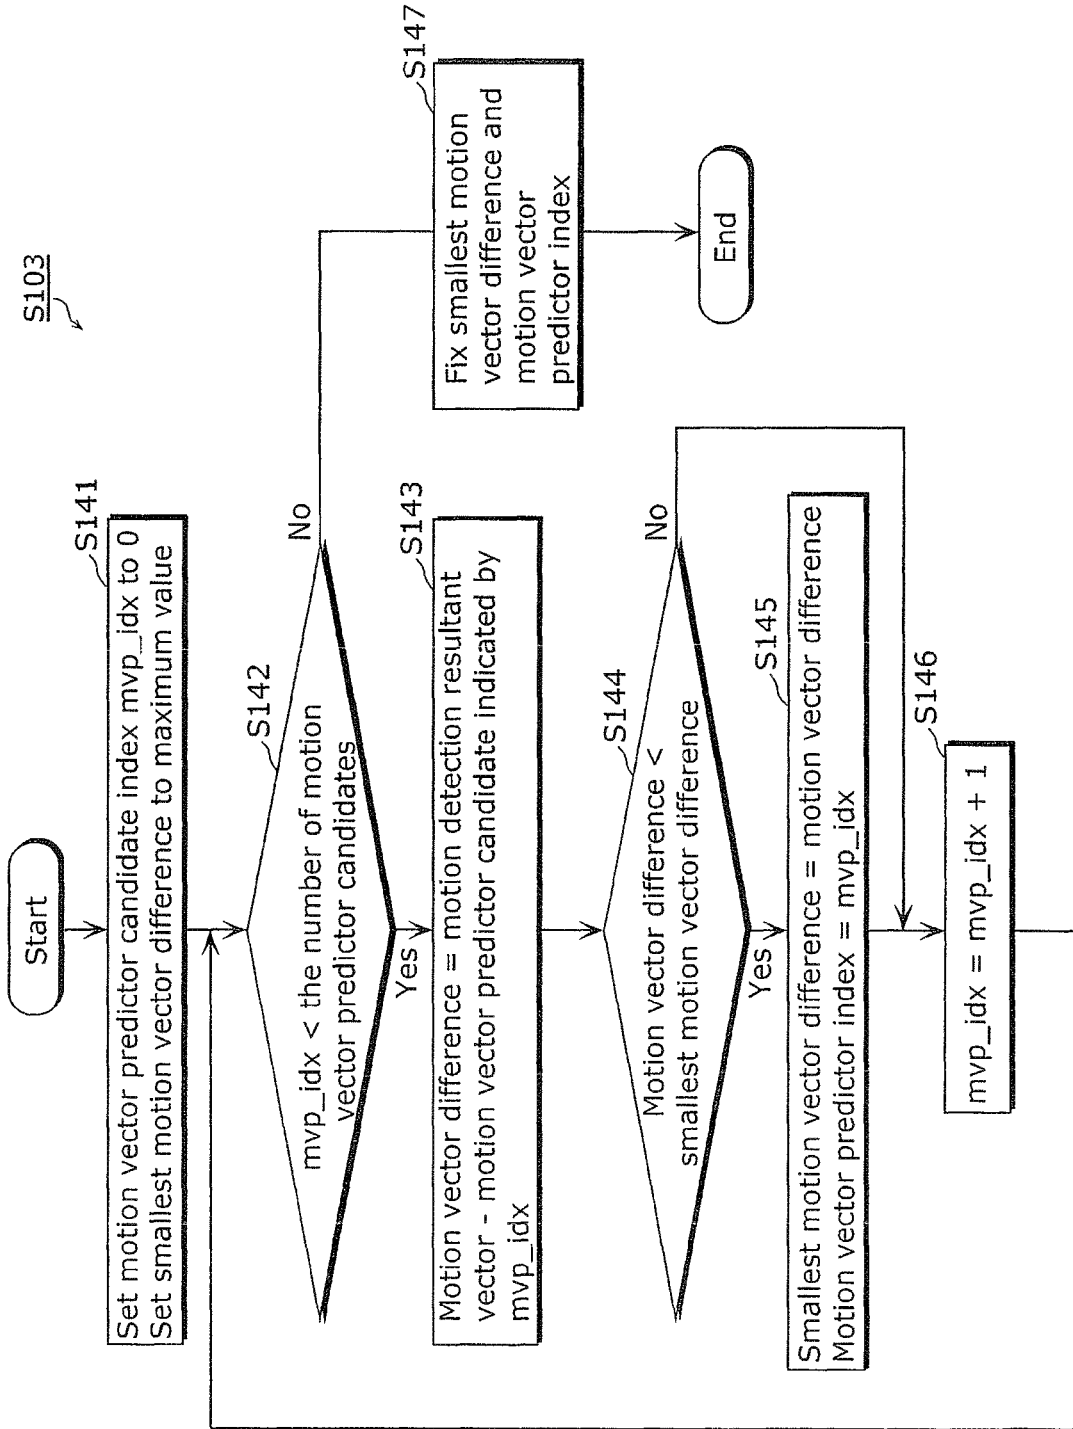 S103
Start
S141
Set motion vector predictor candidate index mvp_idx to 0
Set smallest motion vector difference to maximum value
S142
mvp_idx < the number of motion
vector predictor candidates
No
Yes
S143
Motion vector difference = motion detection resultant
vector - motion vector predictor candidate indicated by
mvp_idx
S144
Motion vector difference <
smallest motion vector difference
No
Yes
S145
Smallest motion vector difference = motion vector difference
Motion vector predictor index = mvp_idx
S146
mvp_idx = mvp_idx + 1
S147
Fix smallest motion
vector difference and
motion vector
predictor index
End